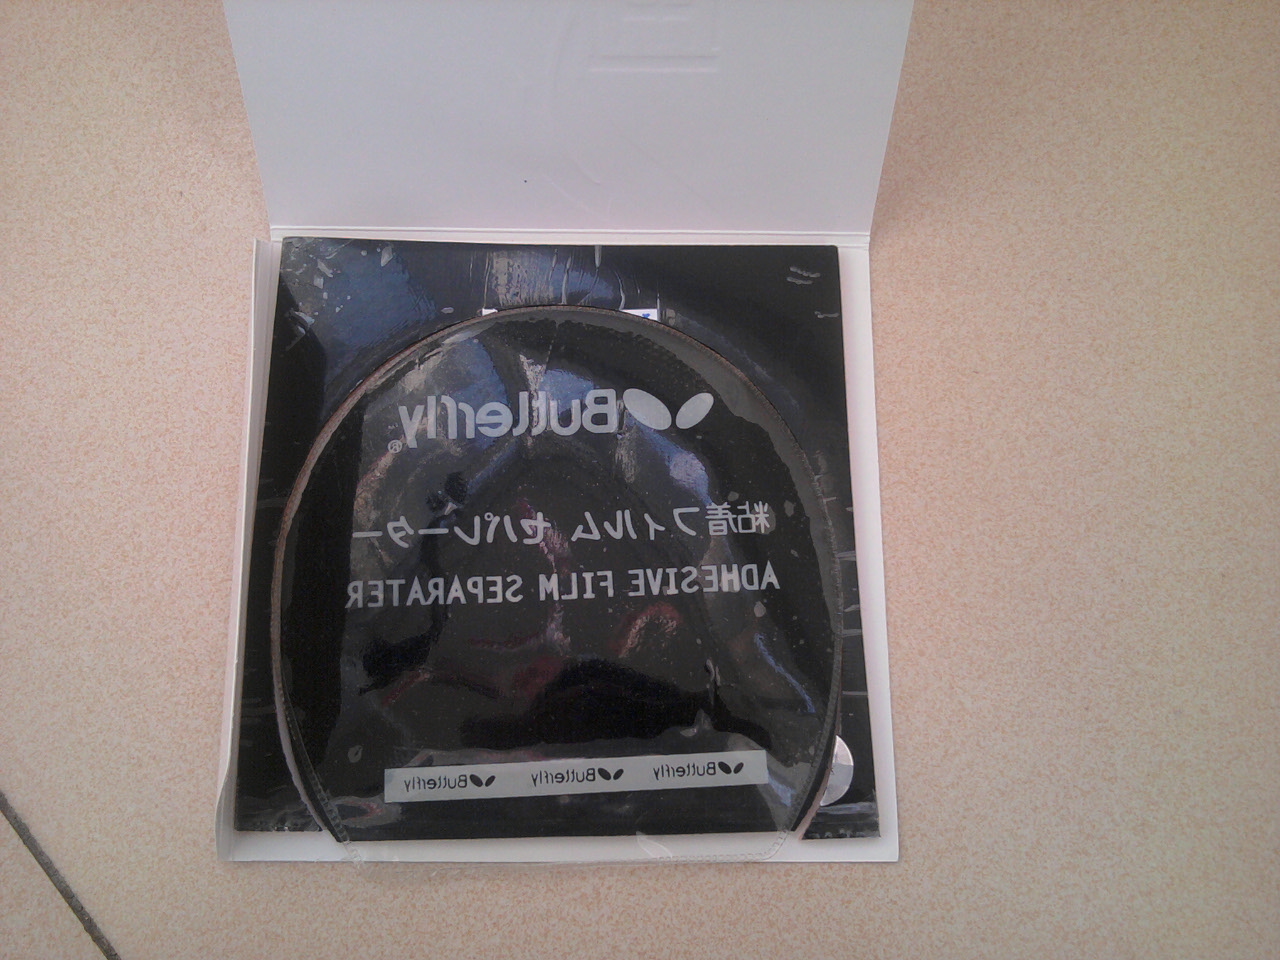 Butterfly®
粘着フィルム セパレーター
ADHESIVE FILM SEPARATER
Butterfly Butterfly Butterfly